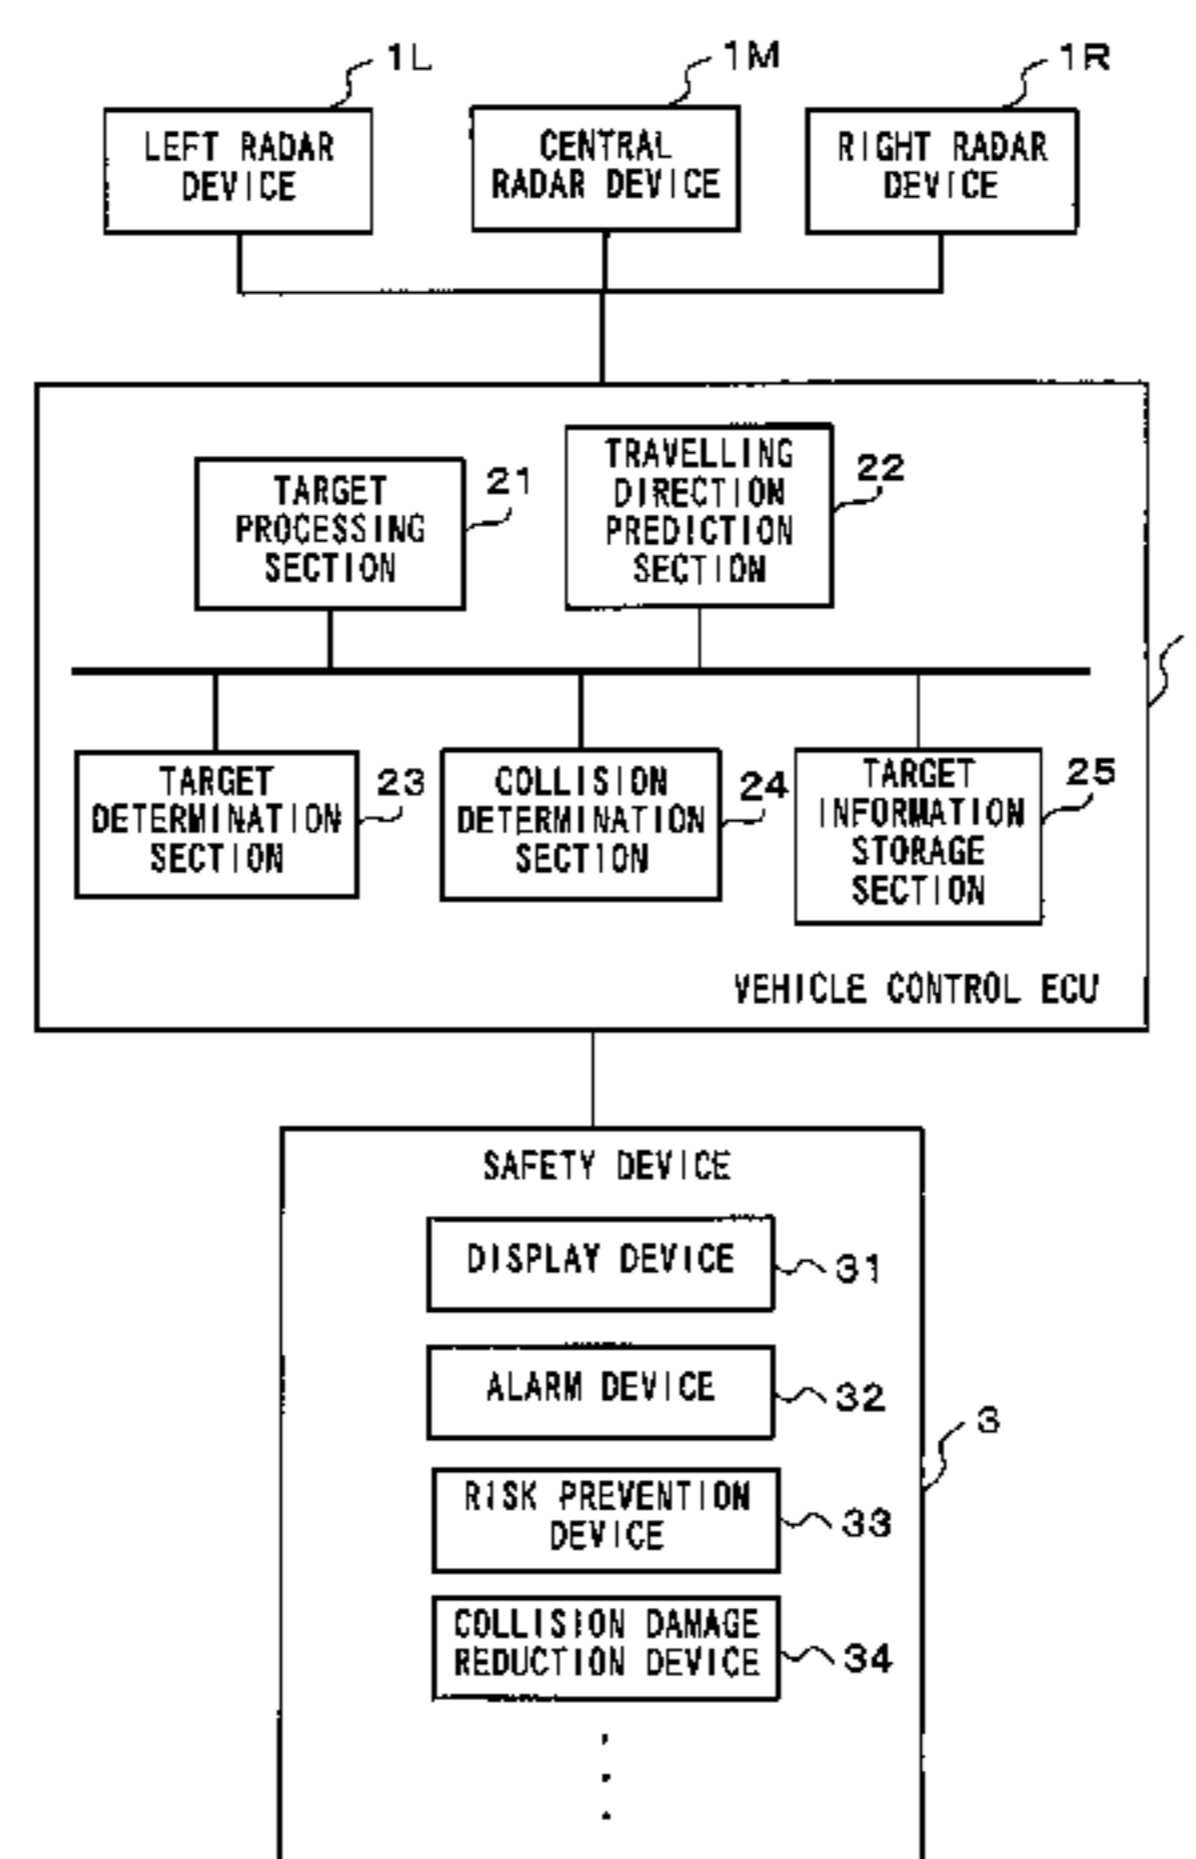 1L
1M
1R
LEFT RADAR
DEVICE
CENTRAL
RADAR DEVICE
RIGHT RADAR
DEVICE
TARGET
PROCESSING
SECTION
21
TRAVELLING
DIRECTION
PREDICTION
SECTION
22
TARGET
DETERMINATION
SECTION
23
COLLISION
DETERMINATION
SECTION
24
TARGET
INFORMATION
STORAGE
SECTION
25
VEHICLE CONTROL ECU
SAFETY DEVICE
DISPLAY DEVICE
31
ALARM DEVICE
32
3
RISK PREVENTION
DEVICE
33
COLLISION DAMAGE
REDUCTION DEVICE
34